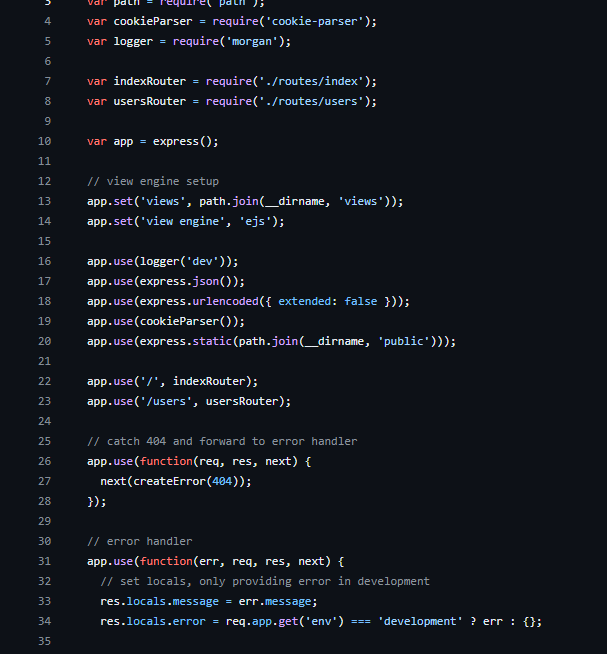 3 var path = require('path');
4 var cookieParser = require('cookie-parser');
5 var logger = require('morgan');
6
7 var indexRouter = require('./routes/index');
8 var usersRouter = require('./routes/users');
9
10 var app = express();
11
12 // view engine setup
13 app.set('views', path.join(__dirname, 'views'));
14 app.set('view engine', 'ejs');
15
16 app.use(logger('dev'));
17 app.use(express.json());
18 app.use(express.urlencoded({ extended: false }));
19 app.use(cookieParser());
20 app.use(express.static(path.join(__dirname, 'public')));
21
22 app.use('/', indexRouter);
23 app.use('/users', usersRouter);
24
25 // catch 404 and forward to error handler
26 app.use(function(req, res, next) {
27   next(createError(404));
28 });
29
30 // error handler
31 app.use(function(err, req, res, next) {
32   // set locals, only providing error in development
33   res.locals.message = err.message;
34   res.locals.error = req.app.get('env') === 'development' ? err : {};
35